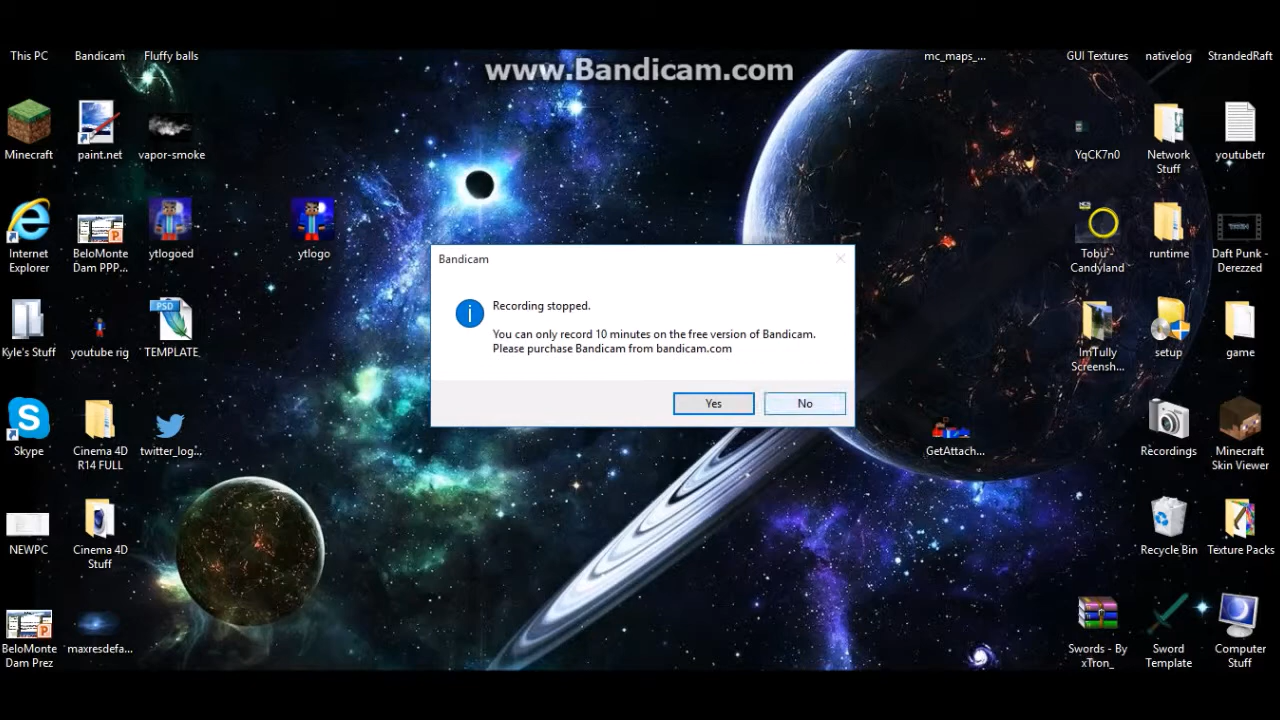 www.Bandicam.com
This PC
Bandicam
Fluffy balls
mc_maps_...
GUI Textures
nativelog
StrandedRaft
Minecraft
paint.net
vapor-smoke
YqCK7n0
Network
Stuff
youtubetr
Internet
Explorer
BeloMonte
Dam PPP...
ytlogoed
ytlogo
Tobu -
Candyland
runtime
Daft Punk -
Derezzed
Bandicam
Recording stopped.
You can only record 10 minutes on the free version of Bandicam.
Please purchase Bandicam from bandicam.com
Yes
No
Kyle's Stuff
youtube rig
PSD
TEMPLATE
ImTully
Screensh...
setup
game
Skype
Cinema 4D
R14 FULL
twitter_log...
GetAttach...
Recordings
Minecraft
Skin Viewer
NEWPC
Cinema 4D
Stuff
Recycle Bin
Texture Packs
BeloMonte
Dam Prez
maxresdefa...
Swords - By
xTron_
Sword
Template
Computer
Stuff